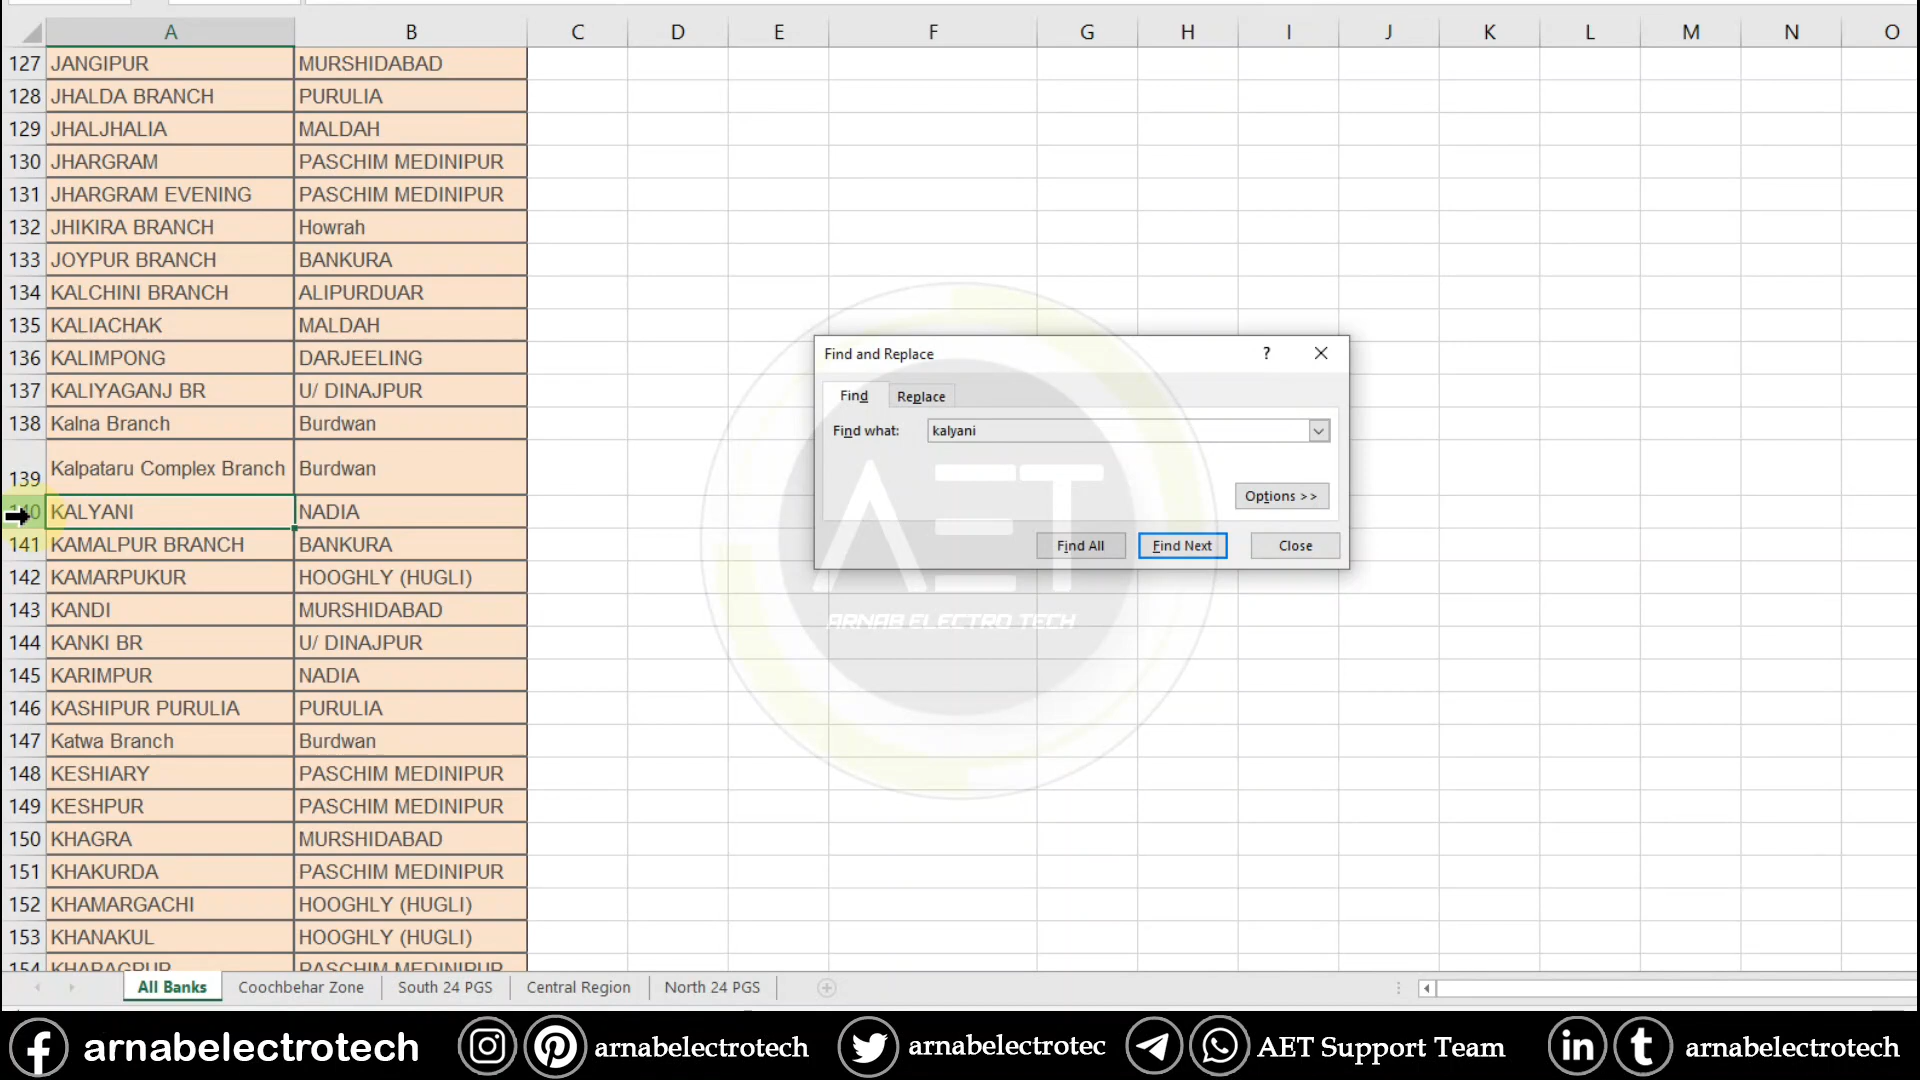 A B C D E F G H I J K L M N O
127 JANGIPUR MURSHIDABAD
128 JHALDA BRANCH PURULIA
129 JHALJHALIA MALDAH
130 JHARGRAM PASCHIM MEDINIPUR
131 JHARGRAM EVENING PASCHIM MEDINIPUR
132 JHIKIRA BRANCH Howrah
133 JOYPUR BRANCH BANKURA
134 KALCHINI BRANCH ALIPURDUAR
135 KALIACHAK MALDAH
136 KALIMPONG DARJEELING
137 KALIYAGANJ BR U/ DINAJPUR
138 Kalna Branch Burdwan
139 Kalpataru Complex Branch Burdwan
140 KALYANI NADIA
141 KAMALPUR BRANCH BANKURA
142 KAMARPUKUR HOOGHLY (HUGLI)
143 KANDI MURSHIDABAD
144 KANKI BR U/ DINAJPUR
145 KARIMPUR NADIA
146 KASHIPUR PURULIA PURULIA
147 Katwa Branch Burdwan
148 KESHIARY PASCHIM MEDINIPUR
149 KESHPUR PASCHIM MEDINIPUR
150 KHAGRA MURSHIDABAD
151 KHAKURDA PASCHIM MEDINIPUR
152 KHAMARGACHI HOOGHLY (HUGLI)
153 KHANAKUL HOOGHLY (HUGLI)
154 KHARAGPUR PASCHIM MEDINIPUR
Find and Replace ?
Find Replace
Find what: kalyani
Options >>
Find All Find Next Close
AET
ARNAB ELECTRO TECH
All Banks Coochbehar Zone South 24 PGS Central Region North 24 PGS
arnabelectrotech arnabelectrotech arnabelectrotec AET Support Team arnabelectrotech